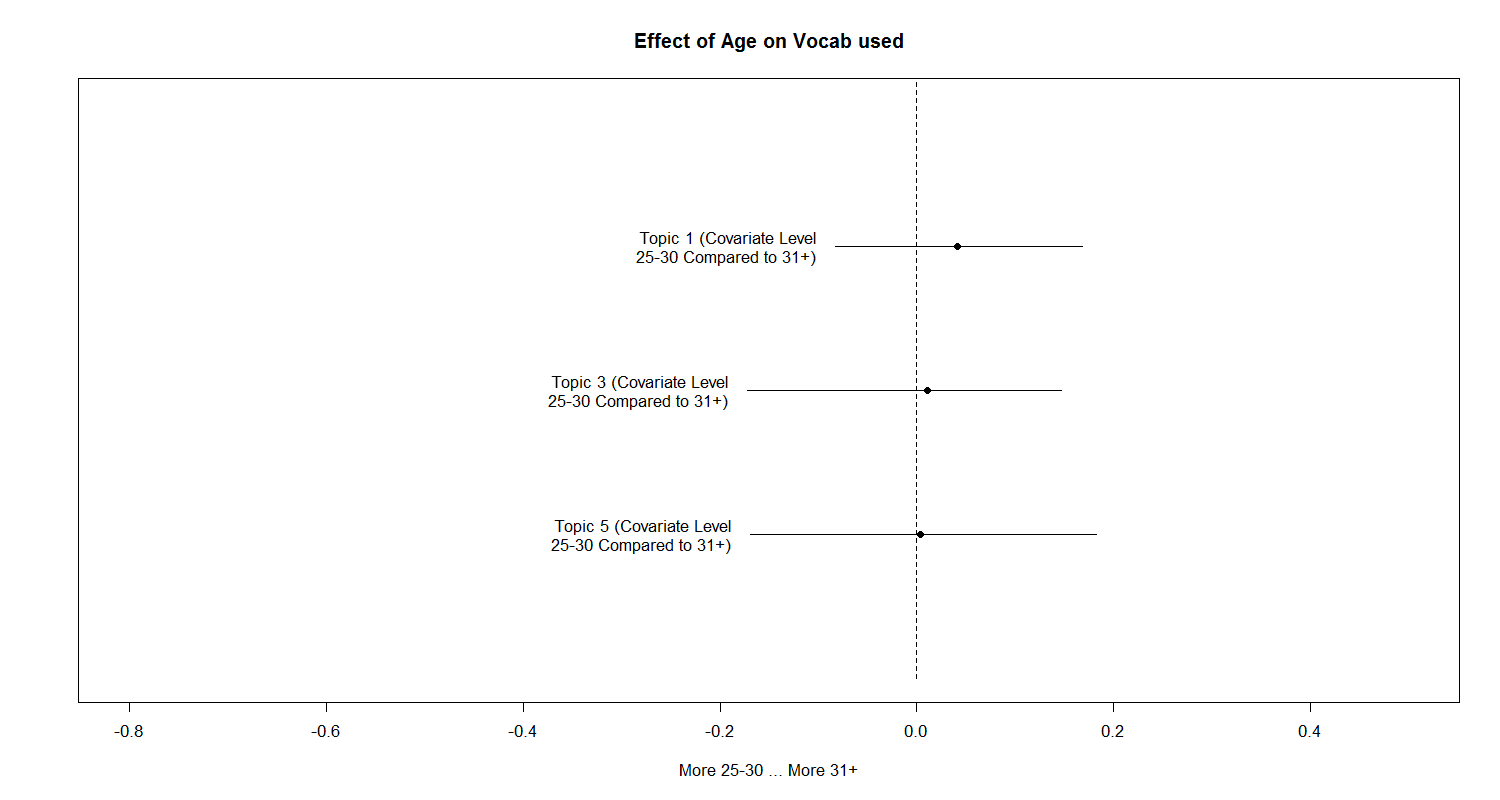 Effect of Age on Vocab used
Topic 1 (Covariate Level
25-30 Compared to 31+)
Topic 3 (Covariate Level
25-30 Compared to 31+)
Topic 5 (Covariate Level
25-30 Compared to 31+)
-0.8 -0.6 -0.4 -0.2 0.0 0.2 0.4
More 25-30 ... More 31+